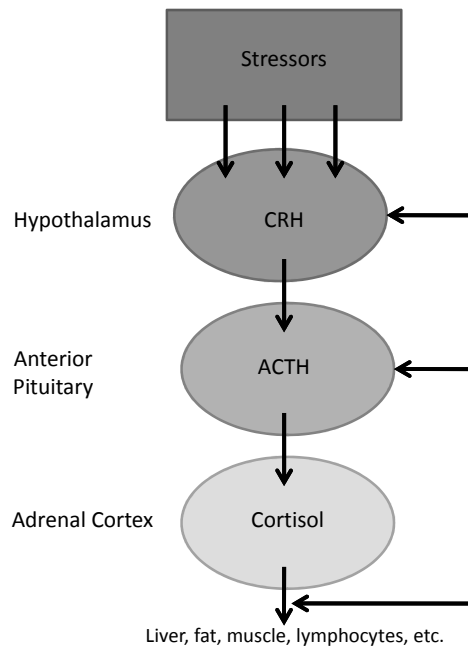 Stressors
Hypothalamus
CRH
Anterior
Pituitary
ACTH
Adrenal Cortex
Cortisol
Liver, fat, muscle, lymphocytes, etc.